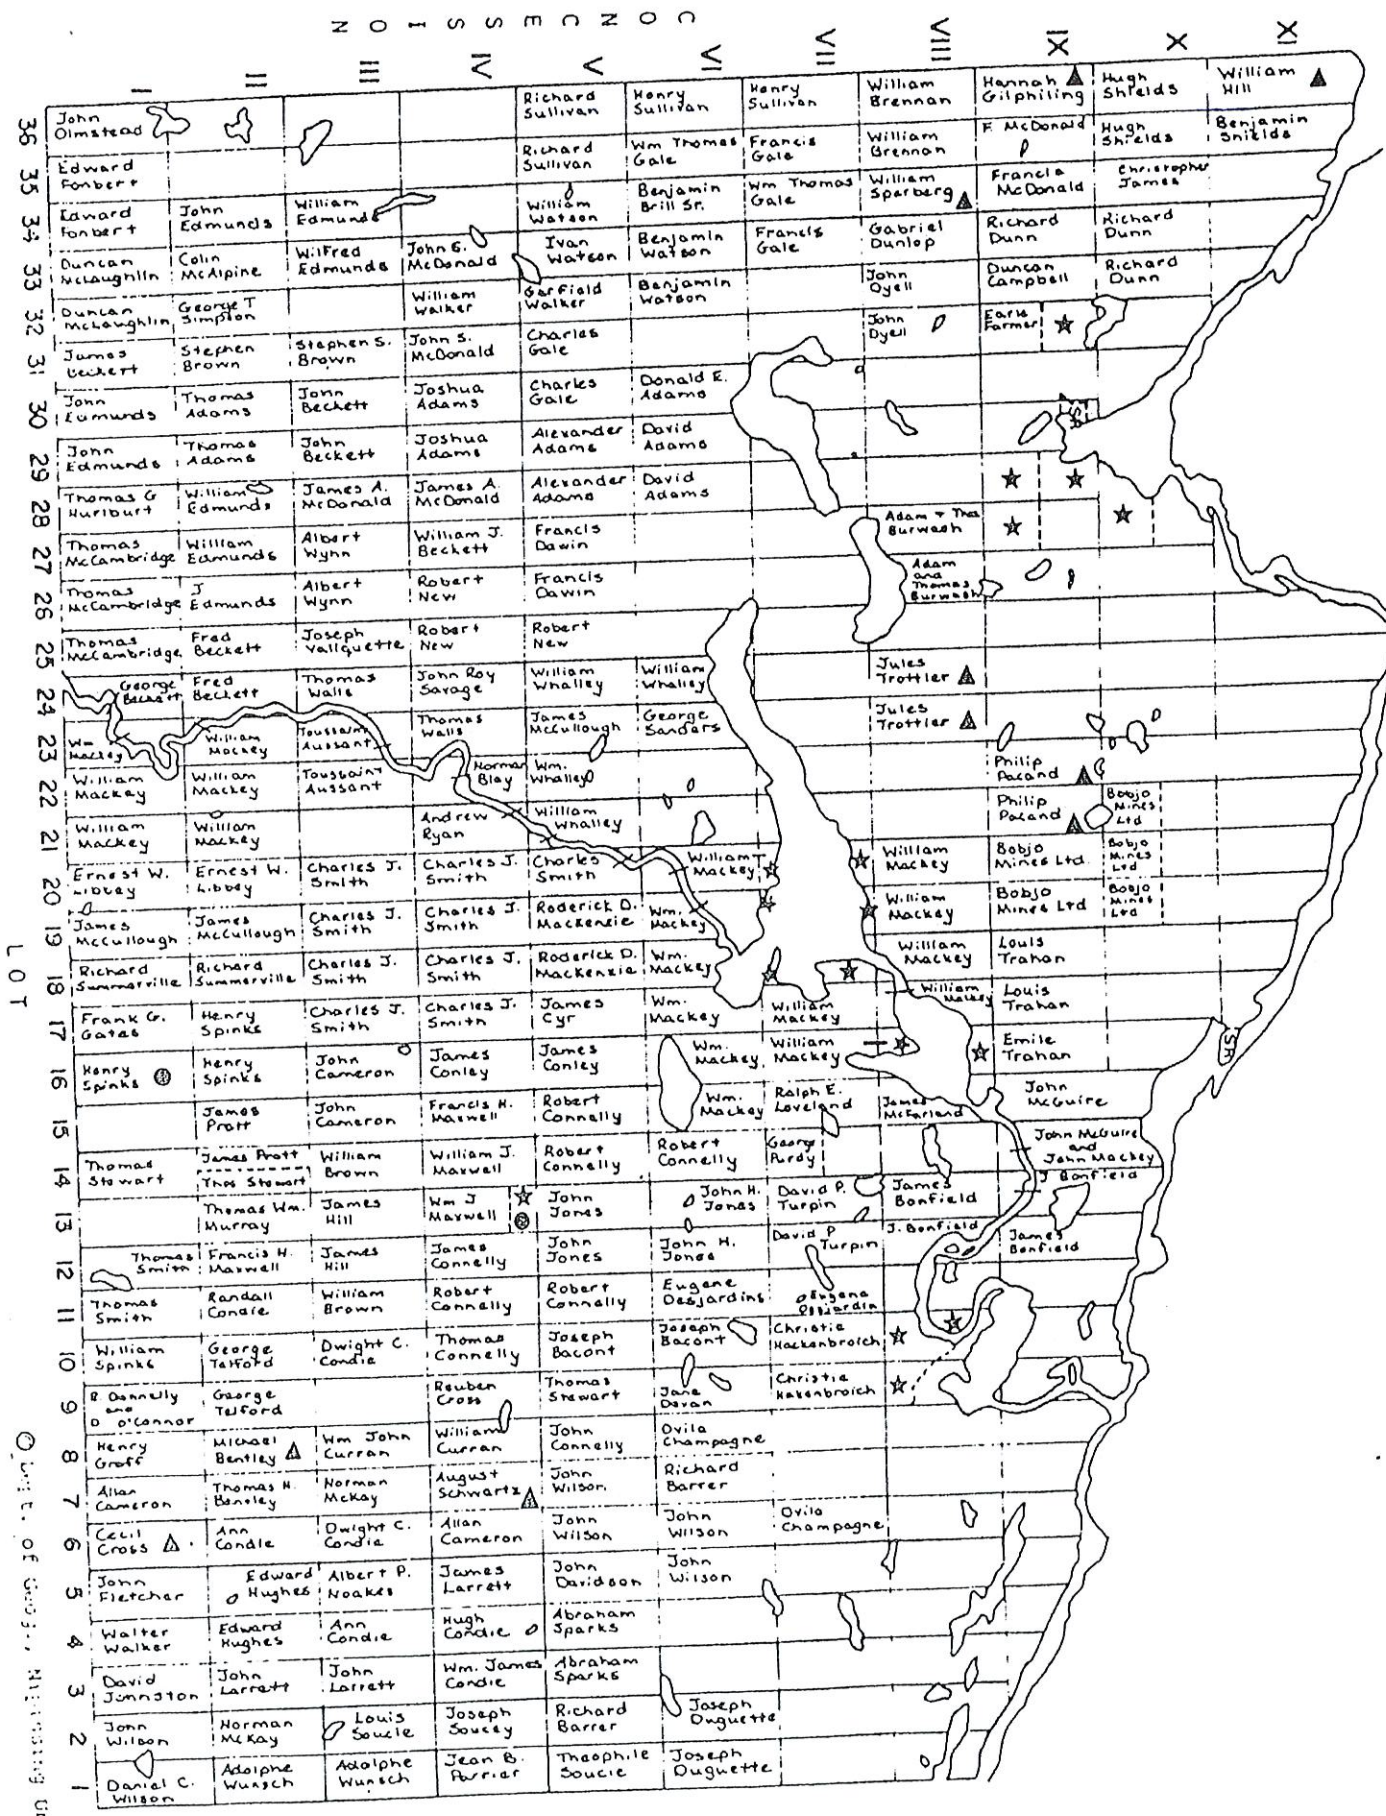 CONCESSION
I
II
III
IV
V
VI
VII
VIII
IX
X
XI
36
John
Olmstead
Richard
Sullivan
Henry
Sullivan
Henry
Sullivan
William
Brennan
Hannah
Gilphiling
Hugh
Shields
William
Hill
35
Edward
Fonbert
Richard
Sullivan
Wm Thomas
Gale
Francis
Gale
William
Brennan
F. McDonald
Hugh
Shields
Benjamin
Shields
34
Edward
Fonbert
John
Edmunds
William
Edmunds
William
Watson
Benjamin
Brill Sr.
Wm Thomas
Gale
William
Sparberg
Francis
McDonald
Christopher
James
33
Duncan
McLaughlin
Colin
McAlpine
Wilfred
Edmunds
John S.
McDonald
Ivan
Watson
Benjamin
Watson
Francis
Gale
Gabriel
Dunlop
Richard
Dunn
Richard
Dunn
32
Duncan
McLaughlin
George T
Simpson
William
Walker
Garfield
Walker
Benjamin
Watson
John
Dyell
Duncan
Campbell
Richard
Dunn
31
James
Beckert
Stephen
Brown
Stephen S.
Brown
John S.
McDonald
Charles
Gale
John
Dyell
Earle
Farmer
30
John
Edmunds
Thomas
Adams
John
Beckett
Joshua
Adams
Charles
Gale
Donald E.
Adams
29
John
Edmunds
Thomas
Adams
John
Beckett
Joshua
Adams
Alexander
Adams
David
Adams
28
Thomas G
Hurlburt
William
Edmunds
James A.
McDonald
James A.
McDonald
Alexander
Adams
David
Adams
Adam + Thos
Burwash
27
Thomas
McCambridge
William
Edmunds
Albert
Wynn
William J.
Beckett
Francis
Dawin
Adam
and
Thomas
Burwash
26
Thomas
McCambridge
J
Edmunds
Albert
Wynn
Robert
New
Francis
Dawin
25
Thomas
McCambridge
Fred
Beckett
Joseph
Vallquette
Robert
New
Robert
New
Jules
Trottier
24
George
Beckett
Fred
Beckett
Thomas
Walls
John Roy
Savage
William
Whalley
William
Whalley
Jules
Trottier
23
Wm
Mackey
William
Mackey
Toussaint
Aussant
Thomas
Walls
James
McCullough
George
Sanders
Philip
Pacand
22
William
Mackey
William
Mackey
Toussaint
Aussant
Norman
Blay
Wm.
Whalley
Philip
Pacand
Bobjo
Mines
Ltd
21
William
Mackey
William
Mackey
Andrew
Ryan
William
Whalley
William
Mackey
Bobjo
Mines Ltd.
Bobjo
Mines
Ltd
20
Ernest W.
Libbey
Ernest W.
Libbey
Charles J.
Smith
Charles J.
Smith
Charles
Smith
William
Mackey
William
Mackey
Bobjo
Mines Ltd
Bobjo
Mines
Ltd
19
James
McCullough
James
McCullough
Charles J.
Smith
Charles J.
Smith
Roderick D.
Mackenzie
Wm.
Mackey
William
Mackey
Louis
Trahan
18
Richard
Summerville
Richard
Summerville
Charles J.
Smith
Charles J.
Smith
Roderick D.
Mackenzie
Wm.
Mackey
William
Mackey
Louis
Trahan
17
Frank G.
Gates
Henry
Spinks
Charles J.
Smith
Charles J.
Smith
James
Cyr
Wm.
Mackey
William
Mackey
Emile
Trahan
16
Henry
Spinks
Henry
Spinks
John
Cameron
James
Conley
James
Conley
Wm.
Mackey
William
Mackey
John
McGuire
15
James
Pratt
John
Cameron
Francis H.
Maxwell
Robert
Connelly
Wm.
Mackey
Ralph E.
Loveland
James
McFarland
John McGuire
and
John Mackey
14
Thomas
Stewart
James Pratt
Thos Stewart
William
Brown
William J.
Maxwell
Robert
Connelly
Robert
Connelly
George
Purdy
J Bonfield
13
Thomas Wm.
Murray
James
Hill
Wm J
Maxwell
John
Jones
John H.
Jones
David P.
Turpin
James
Bonfield
12
Thomas
Smith
Francis H.
Maxwell
James
Hill
James
Connelly
John
Jones
John H.
Jones
David P
Turpin
J. Bonfield
James
Bonfield
11
Thomas
Smith
Randall
Condie
William
Brown
Robert
Connelly
Robert
Connelly
Eugene
Desjardins
Eugene
Desjardin
10
William
Spinks
George
Telford
Dwight C.
Condie
Thomas
Connelly
Joseph
Bacont
Joseph
Bacont
Christie
Hackenbroich
9
R. Donnelly
and
D O'Connor
George
Telford
Reuben
Cross
Thomas
Stewart
Jane
Davan
Christie
Hakenbroich
8
Henry
Groff
Michael
Bentley
Wm John
Curran
William
Curran
John
Connelly
Ovila
Champagne
7
Allan
Cameron
Thomas H.
Bensley
Norman
McKay
August
Schwartz
John
Wilson
Richard
Barrer
6
Cecil
Cross
Ann
Condie
Dwight C.
Condie
Allan
Cameron
John
Wilson
John
Wilson
Ovila
Champagne
5
John
Fletcher
Edward
Hughes
Albert P.
Noakes
James
Larrett
John
Davidson
John
Wilson
4
Walter
Walker
Edward
Hughes
Ann
Condie
Hugh
Condie
Abraham
Sparks
3
David
Johnston
John
Larrett
John
Larrett
Wm. James
Condie
Abraham
Sparks
2
John
Wilson
Norman
McKay
Louis
Soucie
Joseph
Soucey
Richard
Barrer
Joseph
Duguette
1
Daniel C.
Wilson
Adolphe
Wunsch
Adolphe
Wunsch
Jean B.
Perrier
Theophile
Soucie
Joseph
Duguette
LOT